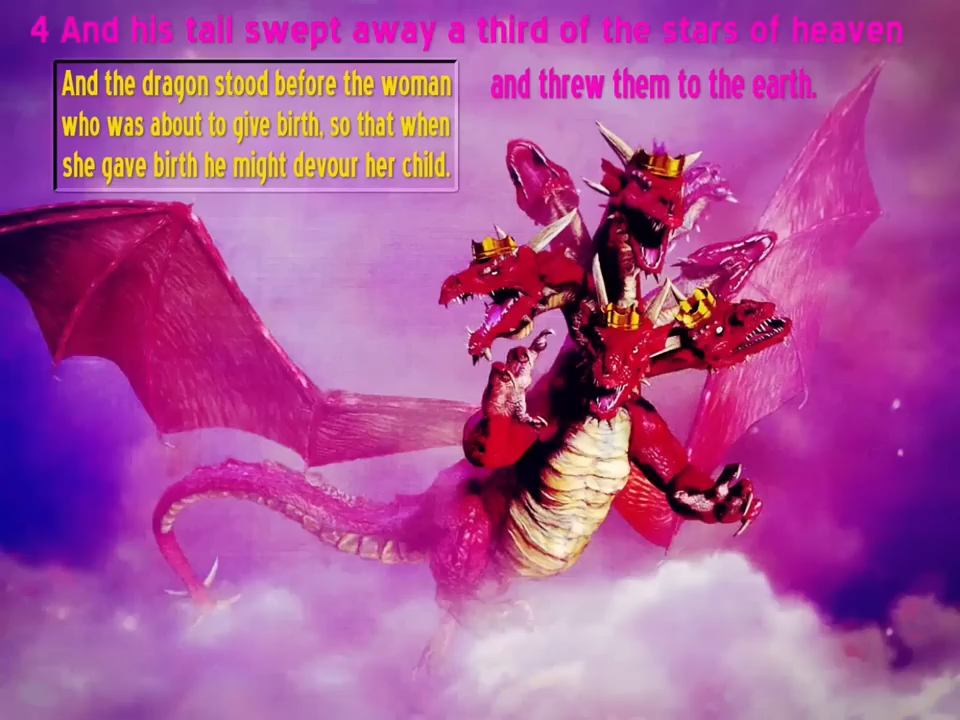 4 And his tail swept away a third of the stars of heaven
and threw them to the earth.
And the dragon stood before the woman
who was about to give birth, so that when
she gave birth he might devour her child.